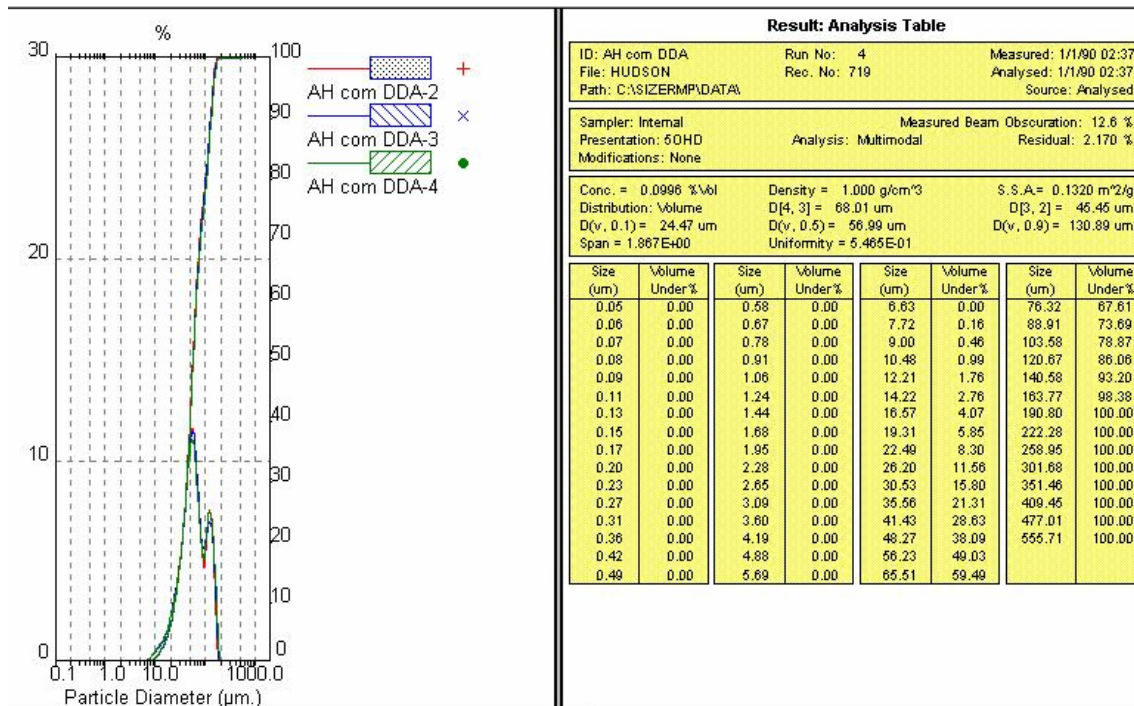 %
30
20
10
0
100
90
80
70
60
50
40
30
20
10
0
0.1 1.0 10.0 1000.0
Particle Diameter (µm.)
AH com DDA-2
AH com DDA-3
AH com DDA-4
Result: Analysis Table
ID: AH com DDA Run No: 4 Measured: 1/1/90 02:37
File: HUDSON Rec. No: 719 Analysed: 1/1/90 02:37
Path: C:\SIZERMP\DATA\ Source: Analysed
Sampler: Internal Measured Beam Obscuration: 12.6 %
Presentation: 5OHD Analysis: Multimodal Residual: 2.170 %
Modifications: None
Conc. = 0.0996 %Vol Density = 1.000 g/cm^3 S.S.A.= 0.1320 m^2/g
Distribution: Volume D[4, 3] = 68.01 um D[3, 2] = 45.45 um
D(v, 0.1) = 24.47 um D(v, 0.5) = 56.99 um D(v, 0.9) = 130.89 um
Span = 1.867E+00 Uniformity = 5.465E-01
Size Volume Size Volume Size Volume Size Volume
(um) Under% (um) Under% (um) Under% (um) Under%
0.05 0.00 0.58 0.00 6.63 0.00 76.32 67.61
0.06 0.00 0.67 0.00 7.72 0.16 88.91 73.69
0.07 0.00 0.78 0.00 9.00 0.46 103.58 78.87
0.08 0.00 0.91 0.00 10.48 0.99 120.67 86.06
0.09 0.00 1.06 0.00 12.21 1.76 140.58 93.20
0.11 0.00 1.24 0.00 14.22 2.76 163.77 98.38
0.13 0.00 1.44 0.00 16.57 4.07 190.80 100.00
0.15 0.00 1.68 0.00 19.31 5.85 222.28 100.00
0.17 0.00 1.95 0.00 22.49 8.30 258.95 100.00
0.20 0.00 2.28 0.00 26.20 11.56 301.68 100.00
0.23 0.00 2.65 0.00 30.53 15.80 351.46 100.00
0.27 0.00 3.09 0.00 35.56 21.31 409.45 100.00
0.31 0.00 3.60 0.00 41.43 28.63 477.01 100.00
0.36 0.00 4.19 0.00 48.27 38.09 555.71 100.00
0.42 0.00 4.88 0.00 56.23 49.03
0.49 0.00 5.69 0.00 65.51 59.49